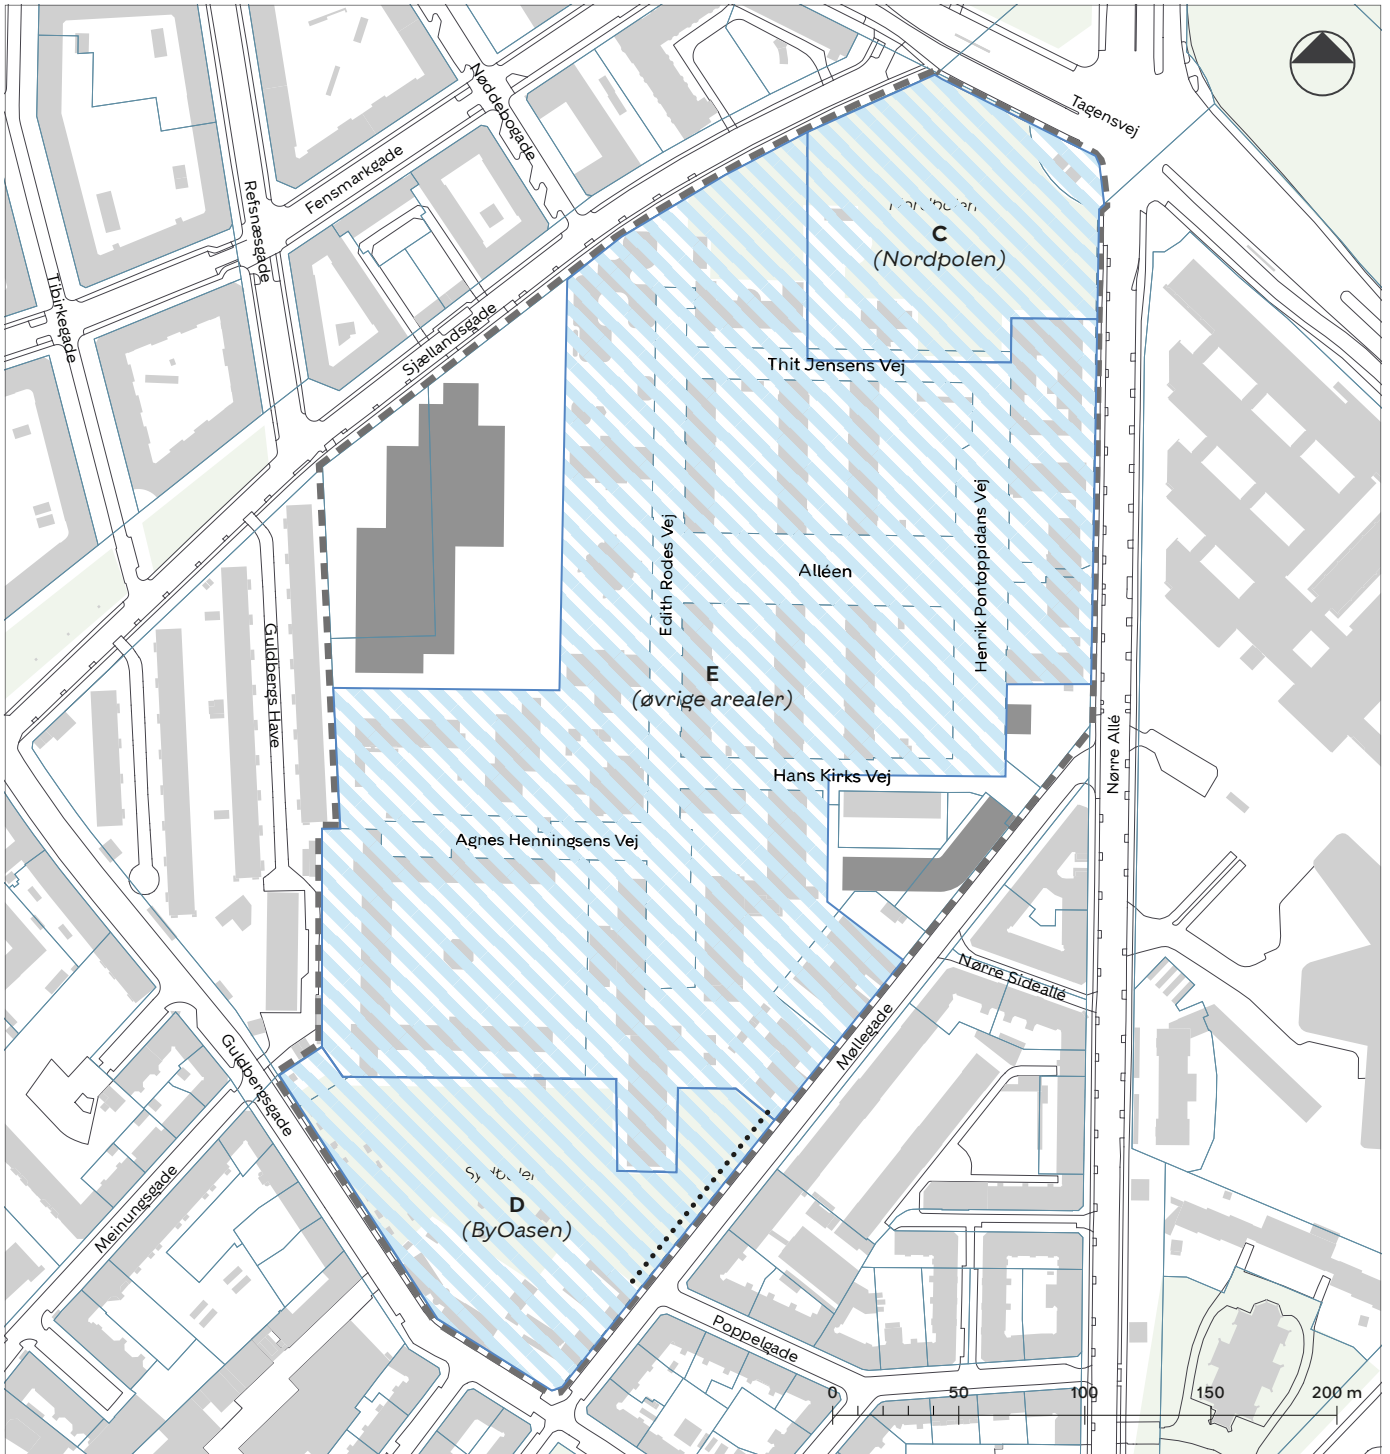 Nøddebogade
Tagensvej
Fensmarkgade
Refsnæsgade
C
(Nordpolen)
Tibirkegade
Sjællandsgade
Thit Jensens Vej
Edith Rodes Vej
Henrik Pontoppidans Vej
Alléen
Guldbergs Have
E
(øvrige arealer)
Nørre Allé
Hans Kirks Vej
Agnes Henningsens Vej
Nørre Sideallé
Møllegade
Guldbergsgade
Meinungsgade
D
(ByOasen)
Poppelgade
0 50 100 150 200 m